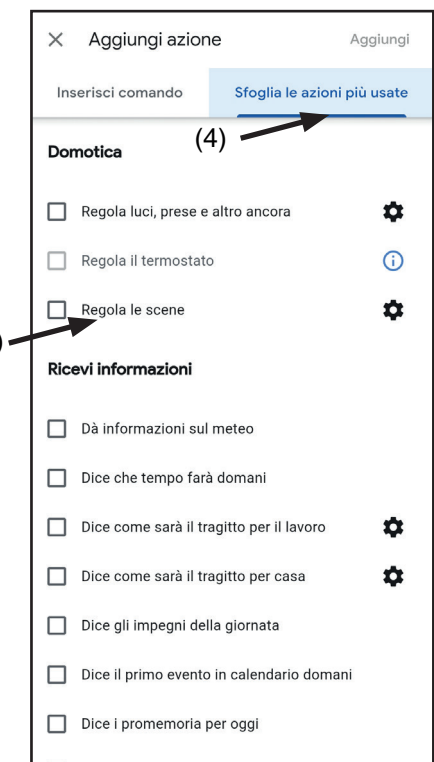 Aggiungi azione Aggiungi
Inserisci comando Sfoglia le azioni più usate
(4)
Domotica
Regola luci, prese e altro ancora
Regola il termostato
Regola le scene
)
Ricevi informazioni
Dà informazioni sul meteo
Dice che tempo farà domani
Dice come sarà il tragitto per il lavoro
Dice come sarà il tragitto per casa
Dice gli impegni della giornata
Dice il primo evento in calendario domani
Dice i promemoria per oggi